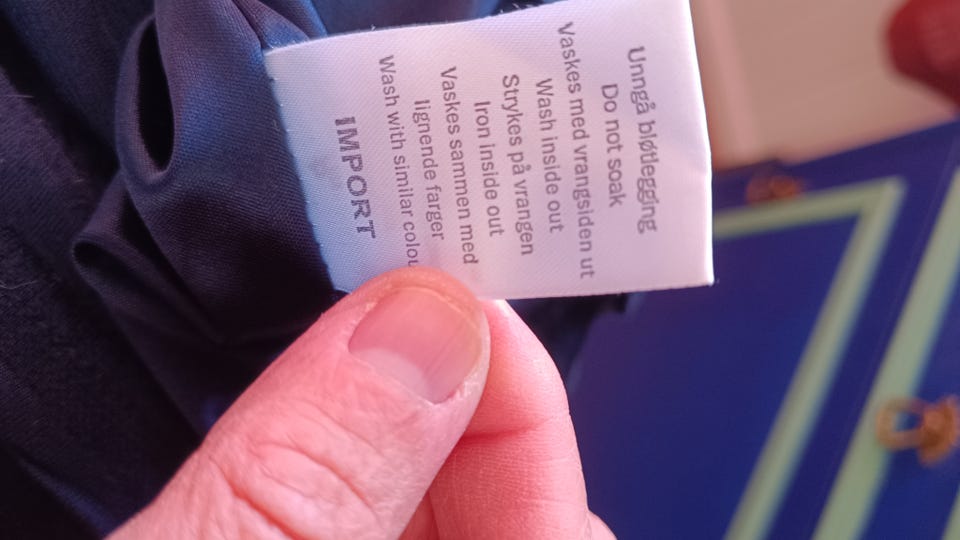 Unngå bløtlegging
Do not soak
Vaskes med vrangsiden ut
Wash inside out
Strykes på vrangen
Iron inside out
Vaskes sammen med
lignende farger
Wash with similar colou
IMPORT